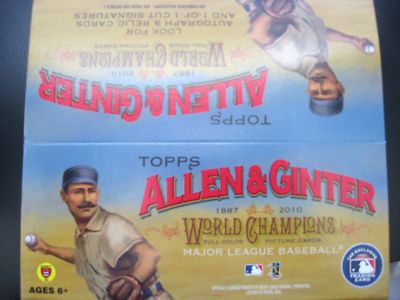 LOOK FOR
AUTOGRAPH & RELIC CARDS
AND 1-OF-1 CUT SIGNATURES
FULL COLOR PICTURE CARDS
WORLD CHAMPIONS
1887 2010
ALLEN & GINTER
TOPPS
TOPPS
ALLEN & GINTER
1887 2010
WORLD CHAMPIONS
FULL COLOR PICTURE CARDS
MAJOR LEAGUE BASEBALL®
AGES 6+
TRADING
CARD